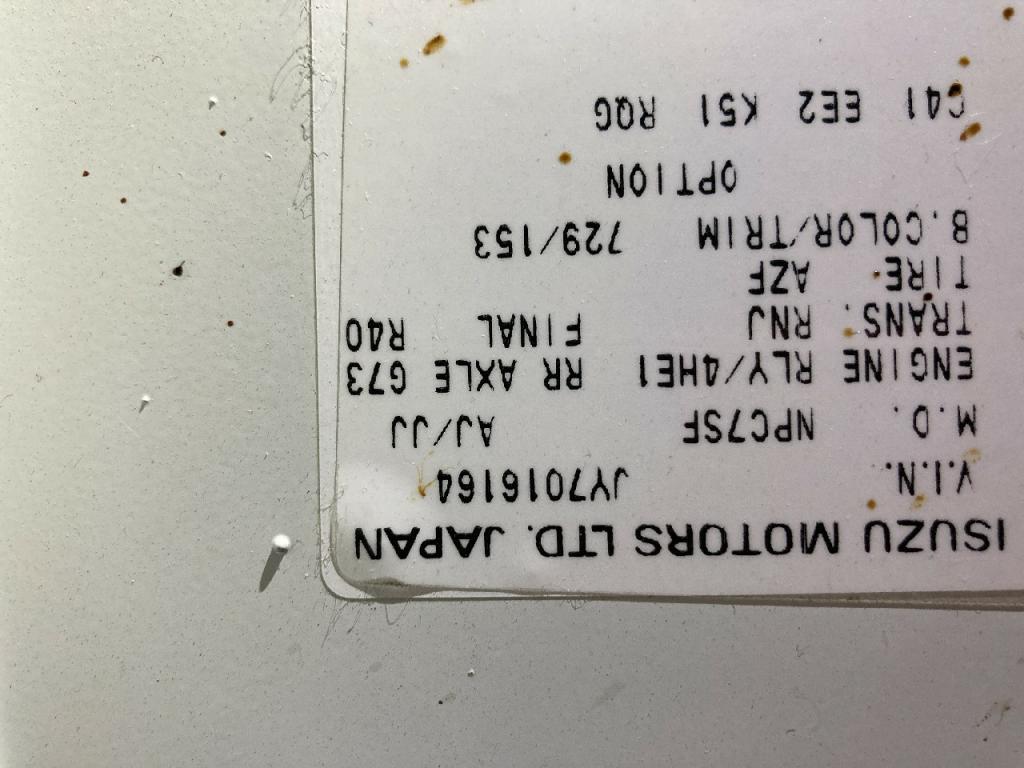 ISUZU MOTORS LTD. JAPAN
V.I.N. JY7016164
M.D. NPC7SF AJ/JJ
ENGINE RLY/4HE1 RR AXLE G73
TRANS. RNJ FINAL R40
TIRE AZF
B.COLOR/TRIM 729/153
OPTION
C41 EE2 K51 RQG